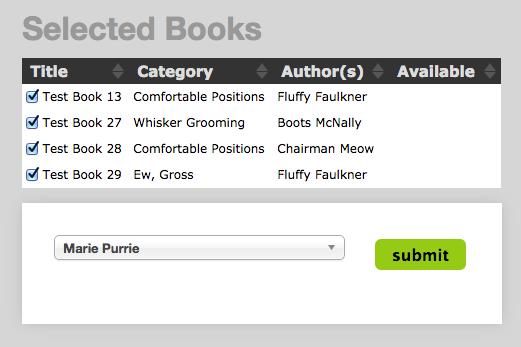 Selected Books
Title Category Author(s) Available
Test Book 13 Comfortable Positions Fluffy Faulkner
Test Book 27 Whisker Grooming Boots McNally
Test Book 28 Comfortable Positions Chairman Meow
Test Book 29 Ew, Gross Fluffy Faulkner
Marie Purrie submit